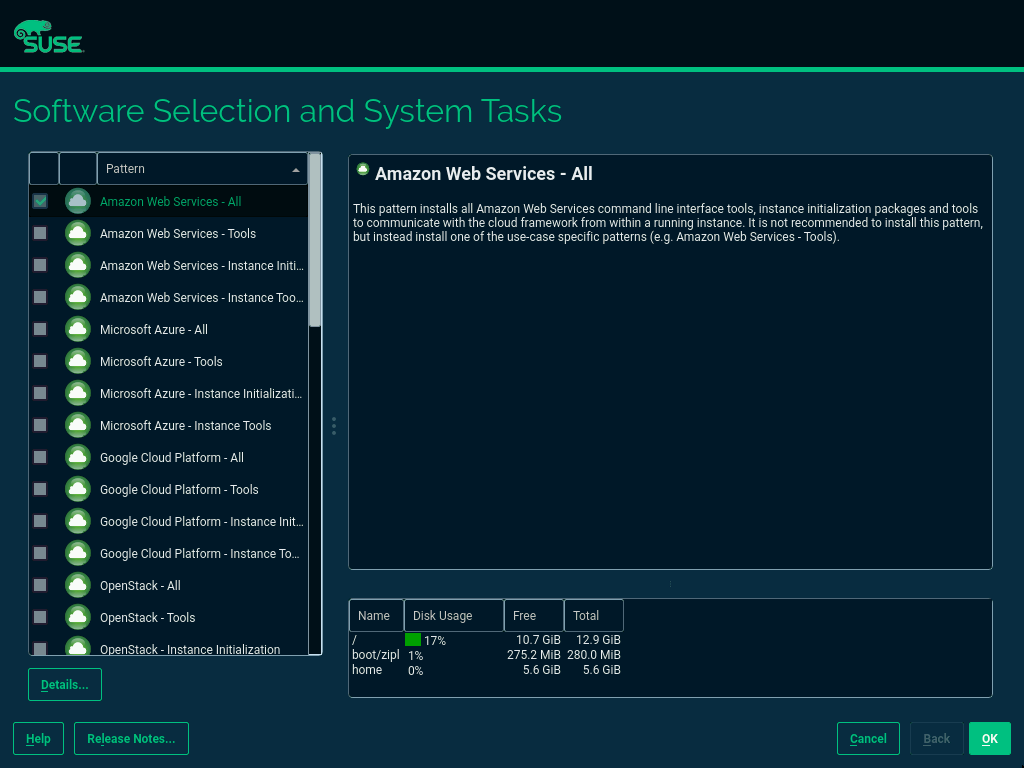 SUSE
Software Selection and System Tasks
Pattern
Amazon Web Services - All
Amazon Web Services - Tools
Amazon Web Services - Instance Initi...
Amazon Web Services - Instance Too...
Microsoft Azure - All
Microsoft Azure - Tools
Microsoft Azure - Instance Initializati...
Microsoft Azure - Instance Tools
Google Cloud Platform - All
Google Cloud Platform - Tools
Google Cloud Platform - Instance Init...
Google Cloud Platform - Instance To...
OpenStack - All
OpenStack - Tools
OpenStack - Instance Initialization
Details...
Amazon Web Services - All
This pattern installs all Amazon Web Services command line interface tools, instance initialization packages and tools
to communicate with the cloud framework from within a running instance. It is not recommended to install this pattern,
but instead install one of the use-case specific patterns (e.g. Amazon Web Services - Tools).
Name Disk Usage Free Total
/ 17% 10.7 GiB 12.9 GiB
boot/zipl 1% 275.2 MiB 280.0 MiB
home 0% 5.6 GiB 5.6 GiB
Help Release Notes... Cancel Back OK